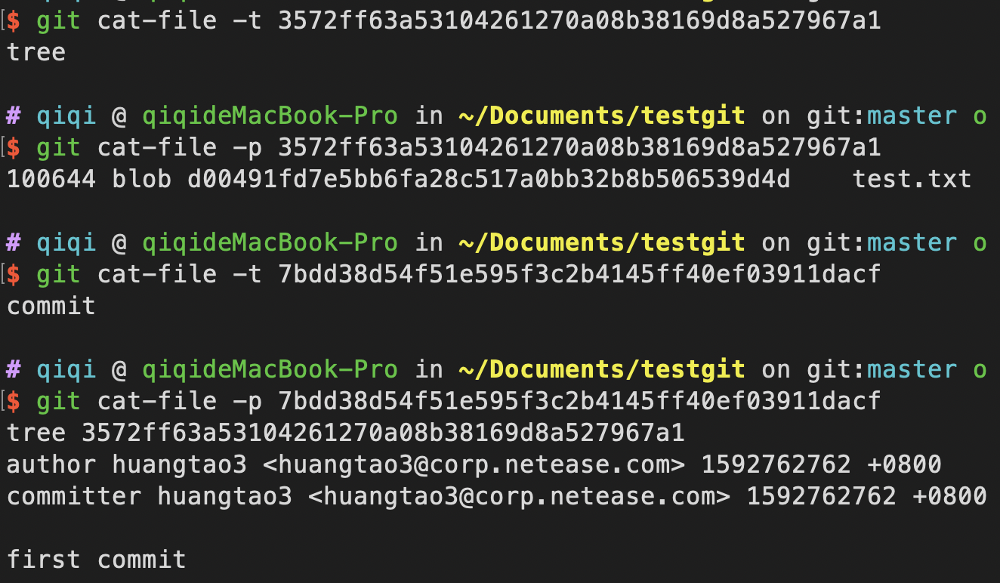 $ git cat-file -t 3572ff63a53104261270a08b38169d8a527967a1
tree
# qiqi @ qiqideMacBook-Pro in ~/Documents/testgit on git:master o
$ git cat-file -p 3572ff63a53104261270a08b38169d8a527967a1
100644 blob d00491fd7e5bb6fa28c517a0bb32b8b506539d4d    test.txt
# qiqi @ qiqideMacBook-Pro in ~/Documents/testgit on git:master o
$ git cat-file -t 7bdd38d54f51e595f3c2b4145ff40ef03911dacf
commit
# qiqi @ qiqideMacBook-Pro in ~/Documents/testgit on git:master o
$ git cat-file -p 7bdd38d54f51e595f3c2b4145ff40ef03911dacf
tree 3572ff63a53104261270a08b38169d8a527967a1
author huangtao3 <huangtao3@corp.netease.com> 1592762762 +0800
committer huangtao3 <huangtao3@corp.netease.com> 1592762762 +0800
first commit